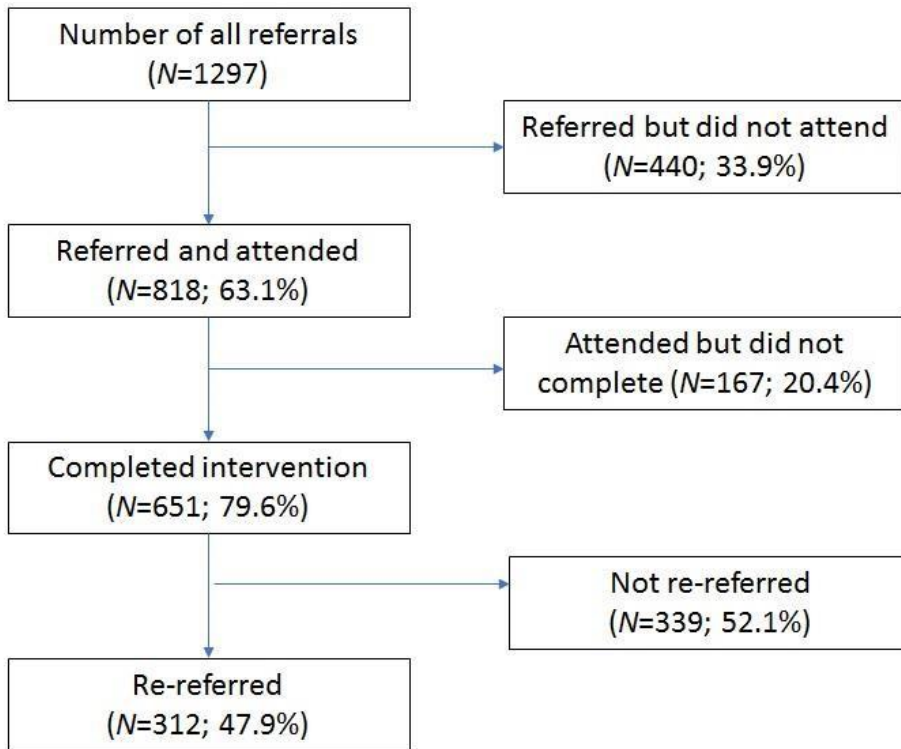 Number of all referrals
(N=1297)
Referred but did not attend
(N=440; 33.9%)
Referred and attended
(N=818; 63.1%)
Attended but did not
complete (N=167; 20.4%)
Completed intervention
(N=651; 79.6%)
Not re-referred
(N=339; 52.1%)
Re-referred
(N=312; 47.9%)